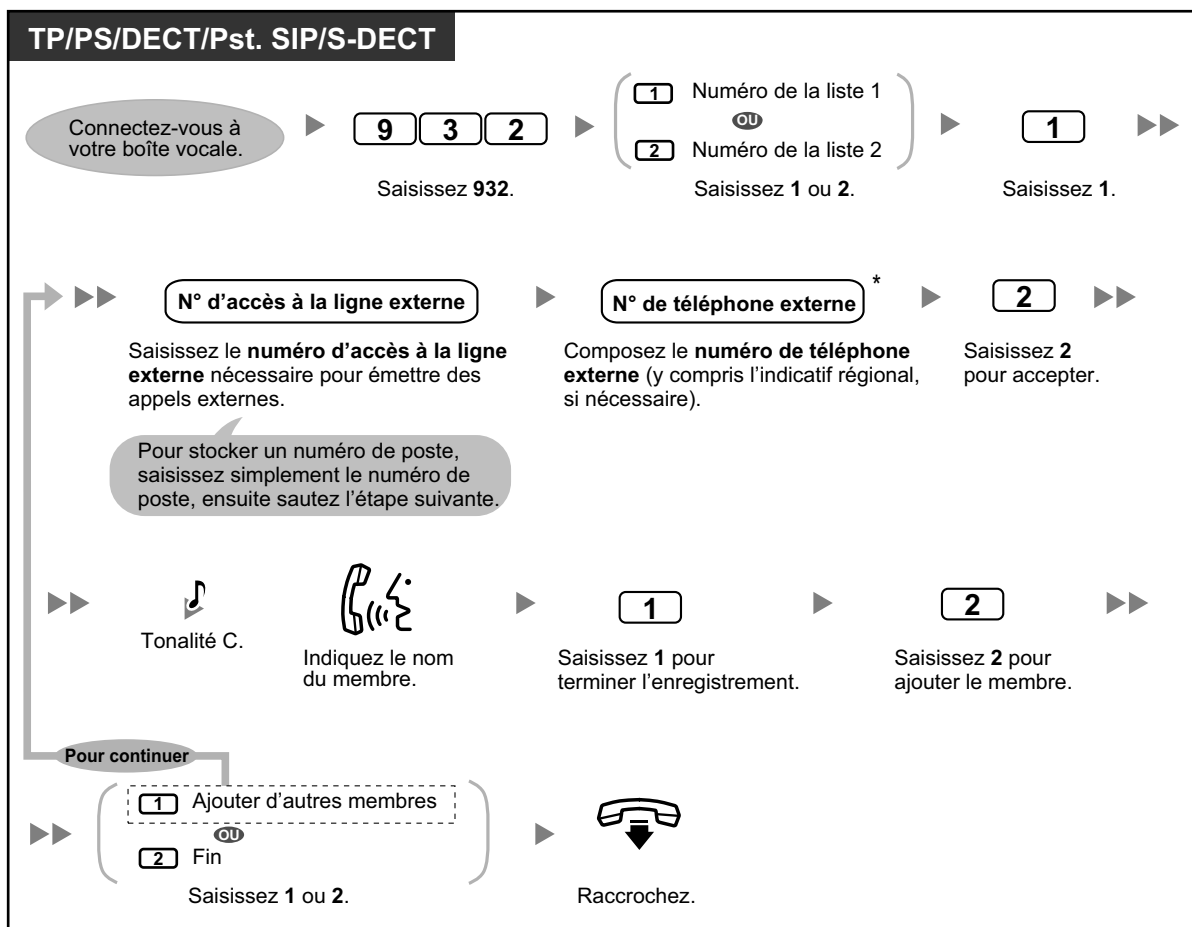 TP/PS/DECT/Pst. SIP/S-DECT
Connectez-vous à
votre boîte vocale.
9 3 2
Saisissez 932.
1 Numéro de la liste 1
OU
2 Numéro de la liste 2
Saisissez 1 ou 2.
1
Saisissez 1.
N° d’accès à la ligne externe
Saisissez le numéro d’accès à la ligne
externe nécessaire pour émettre des
appels externes.
Pour stocker un numéro de poste,
saisissez simplement le numéro de
poste, ensuite sautez l’étape suivante.
N° de téléphone externe *
Composez le numéro de téléphone
externe (y compris l’indicatif régional,
si nécessaire).
2
Saisissez 2
pour accepter.
Tonalité C.
Indiquez le nom
du membre.
1
Saisissez 1 pour
terminer l’enregistrement.
2
Saisissez 2 pour
ajouter le membre.
Pour continuer
1 Ajouter d’autres membres
OU
2 Fin
Saisissez 1 ou 2.
Raccrochez.